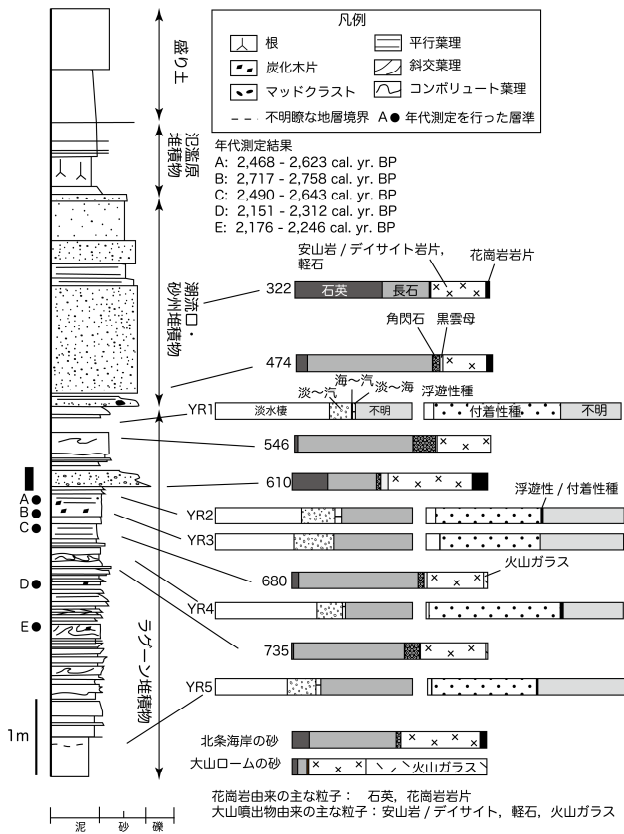 凡例
根
平行葉理
炭化木片
斜交葉理
マッドクラスト
コンボリュート葉理
不明瞭な地層境界
A 年代測定を行った層準
盛り土
氾濫原
堆積物
年代測定結果
A: 2,468 - 2,623 cal. yr. BP
B: 2,717 - 2,758 cal. yr. BP
C: 2,490 - 2,643 cal. yr. BP
D: 2,151 - 2,312 cal. yr. BP
E: 2,176 - 2,246 cal. yr. BP
潮流口・
砂州堆積物
安山岩 / デイサイト岩片,
軽石
花崗岩岩片
322
石英
長石
角閃石
黒雲母
474
海〜汽
淡〜汽
淡〜海
浮遊性種
YR1
淡水棲
不明
付着性種
不明
546
610
浮遊性 / 付着性種
A
B
C
YR2
YR3
火山ガラス
680
D
YR4
E
ラグーン堆積物
735
YR5
1m
北条海岸の砂
大山ロームの砂
火山ガラス
花崗岩由来の主な粒子： 石英, 花崗岩岩片
大山噴出物由来の主な粒子：安山岩 / デイサイト, 軽石, 火山ガラス
泥
砂
礫